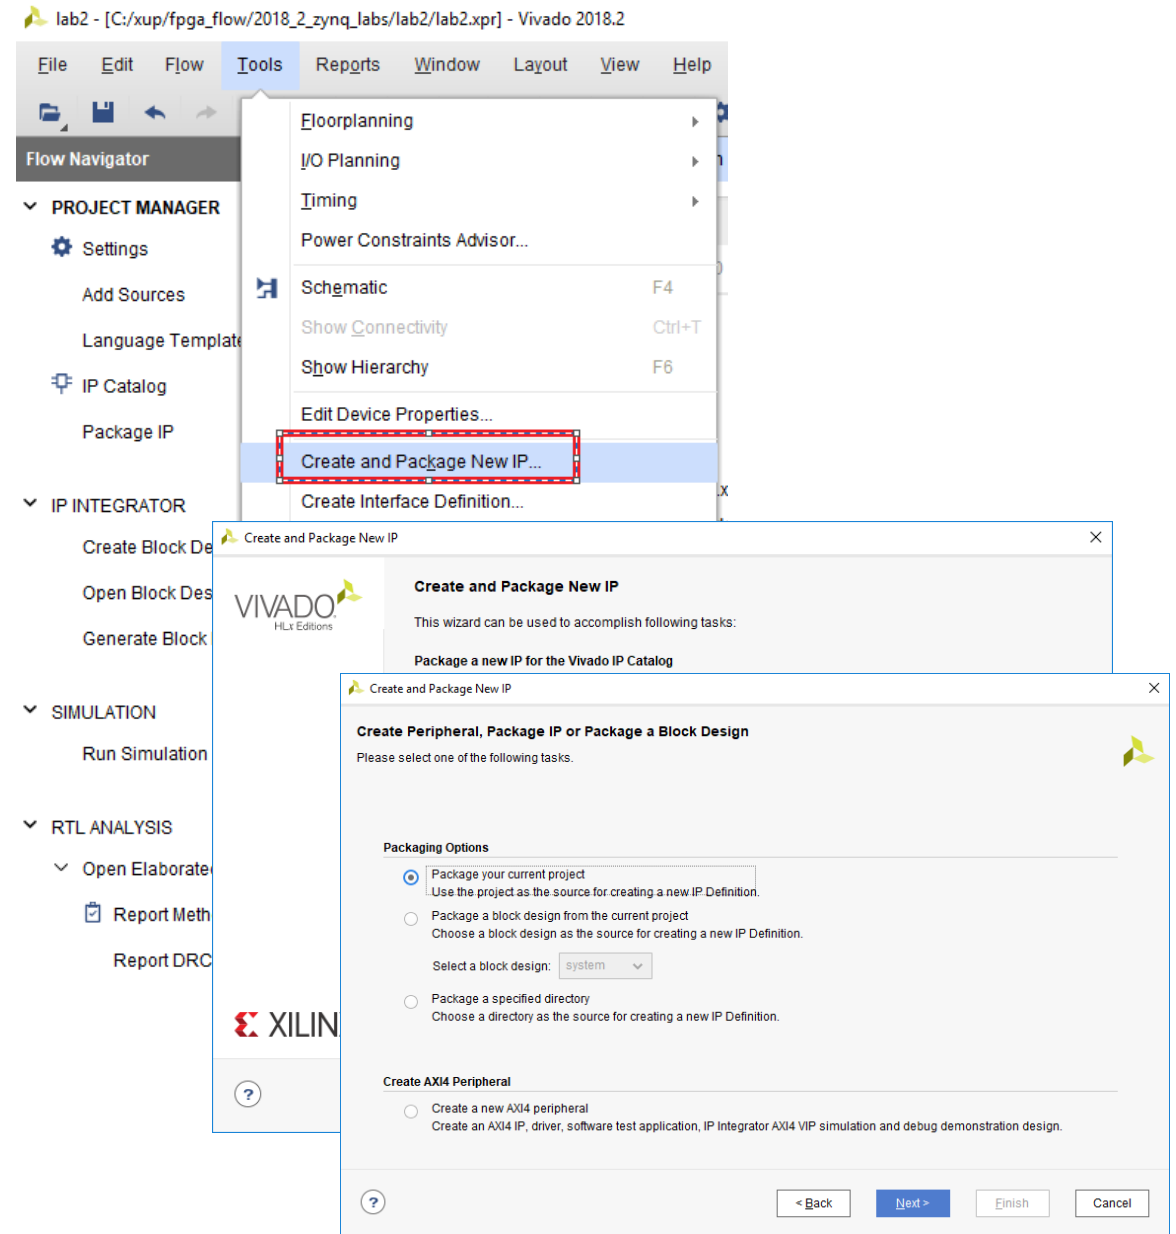 lab2 - [C:/xup/fpga_flow/2018_2_zynq_labs/lab2/lab2.xpr] - Vivado 2018.2
File Edit Flow Tools Reports Window Layout View Help
Flow Navigator
PROJECT MANAGER
Settings
Add Sources
Language Template
IP Catalog
Package IP
IP INTEGRATOR
Create Block De
Open Block Des
Generate Block
SIMULATION
Run Simulation
RTL ANALYSIS
Open Elaborate
Report Meth
Report DRC
Floorplanning
I/O Planning
Timing
Power Constraints Advisor...
Schematic F4
Show Connectivity Ctrl+T
Show Hierarchy F6
Edit Device Properties...
Create and Package New IP...
Create Interface Definition...
Create and Package New IP
VIVADO
HLx Editions
Create and Package New IP
This wizard can be used to accomplish following tasks:
Package a new IP for the Vivado IP Catalog
XILINX
?
Create and Package New IP
Create Peripheral, Package IP or Package a Block Design
Please select one of the following tasks.
Packaging Options
Package your current project
Use the project as the source for creating a new IP Definition.
Package a block design from the current project
Choose a block design as the source for creating a new IP Definition.
Select a block design: system
Package a specified directory
Choose a directory as the source for creating a new IP Definition.
Create AXI4 Peripheral
Create a new AXI4 peripheral
Create an AXI4 IP, driver, software test application, IP Integrator AXI4 VIP simulation and debug demonstration design.
? < Back Next > Finish Cancel